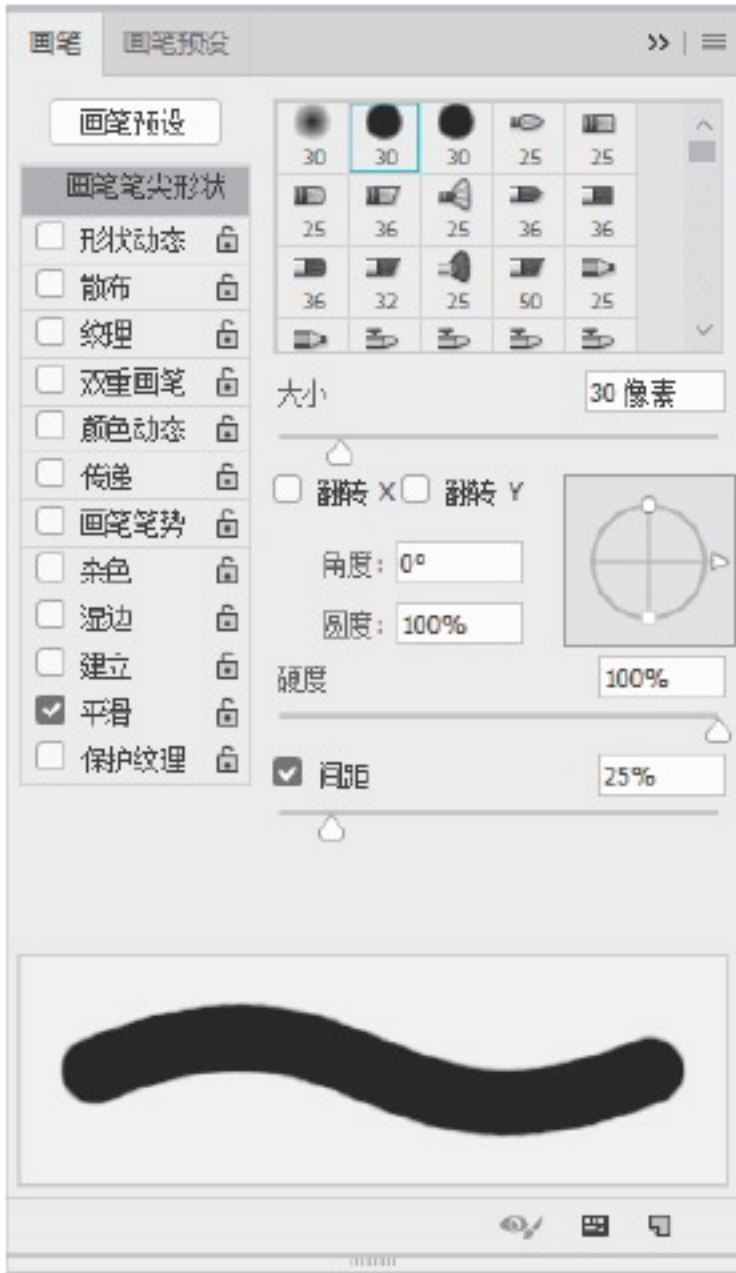 画笔 画笔预设
画笔预设
画笔笔尖形状
形状动态
散布
纹理
双重画笔
颜色动态
传递
画笔笔势
杂色
湿边
建立
平滑
保护纹理
30 30 30 25 25
25 36 25 36 36
36 32 25 50 25
大小 30 像素
翻转 X 翻转 Y
角度: 0°
圆度: 100%
硬度 100%
间距 25%